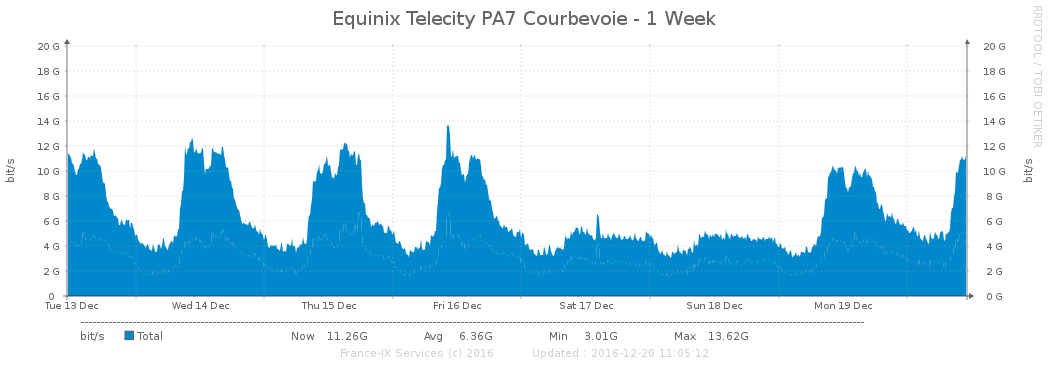 Equinix Telecity PA7 Courbevoie - 1 Week
RRDTOOL / TOBI OETIKER
bit/s
20 G 20 G
18 G 18 G
16 G 16 G
14 G 14 G
12 G 12 G
10 G 10 G
8 G 8 G
6 G 6 G
4 G 4 G
2 G 2 G
0 0 G
bit/s
Tue 13 Dec Wed 14 Dec Thu 15 Dec Fri 16 Dec Sat 17 Dec Sun 18 Dec Mon 19 Dec
bit/s Total Now 11.26G Avg 6.36G Min 3.01G Max 13.62G
France-IX Services (c) 2016 Updated : 2016-12-20 11:05:12